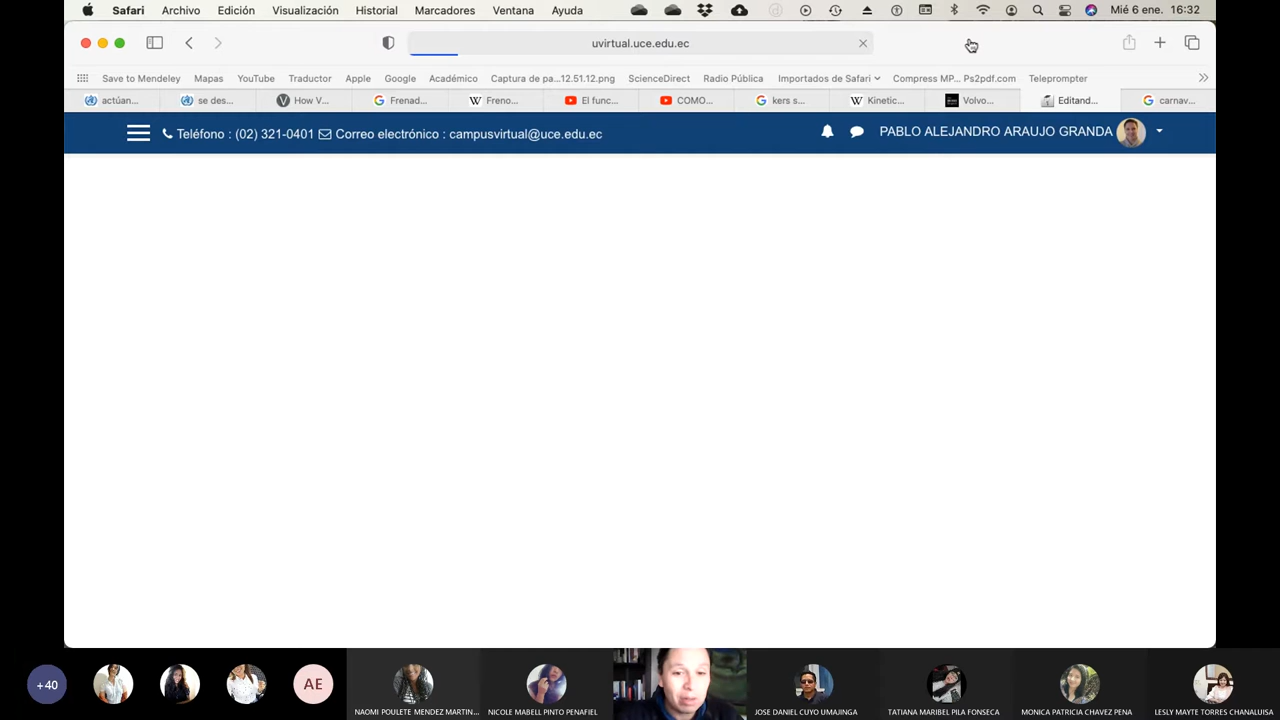 Safari Archivo Edición Visualización Historial Marcadores Ventana Ayuda Mié 6 ene. 16:32
uvirtual.uce.edu.ec
Save to Mendeley Mapas YouTube Traductor Apple Google Académico Captura de pa...12.51.12.png ScienceDirect Radio Pública Importados de Safari Compress MP... Ps2pdf.com Teleprompter
actúan... se des... How V... Frenad... Freno... El func... COMO... kers s... Kinetic... Volvo... Editand... carnav...
Teléfono : (02) 321-0401 Correo electrónico : campusvirtual@uce.edu.ec PABLO ALEJANDRO ARAUJO GRANDA
+40 AE
NAOMI POULETE MENDEZ MARTIN... NICOLE MABELL PINTO PENAFIEL JOSE DANIEL CUYO UMAJINGA TATIANA MARIBEL PILA FONSECA MONICA PATRICIA CHAVEZ PENA LESLY MAYTE TORRES CHANALUISA